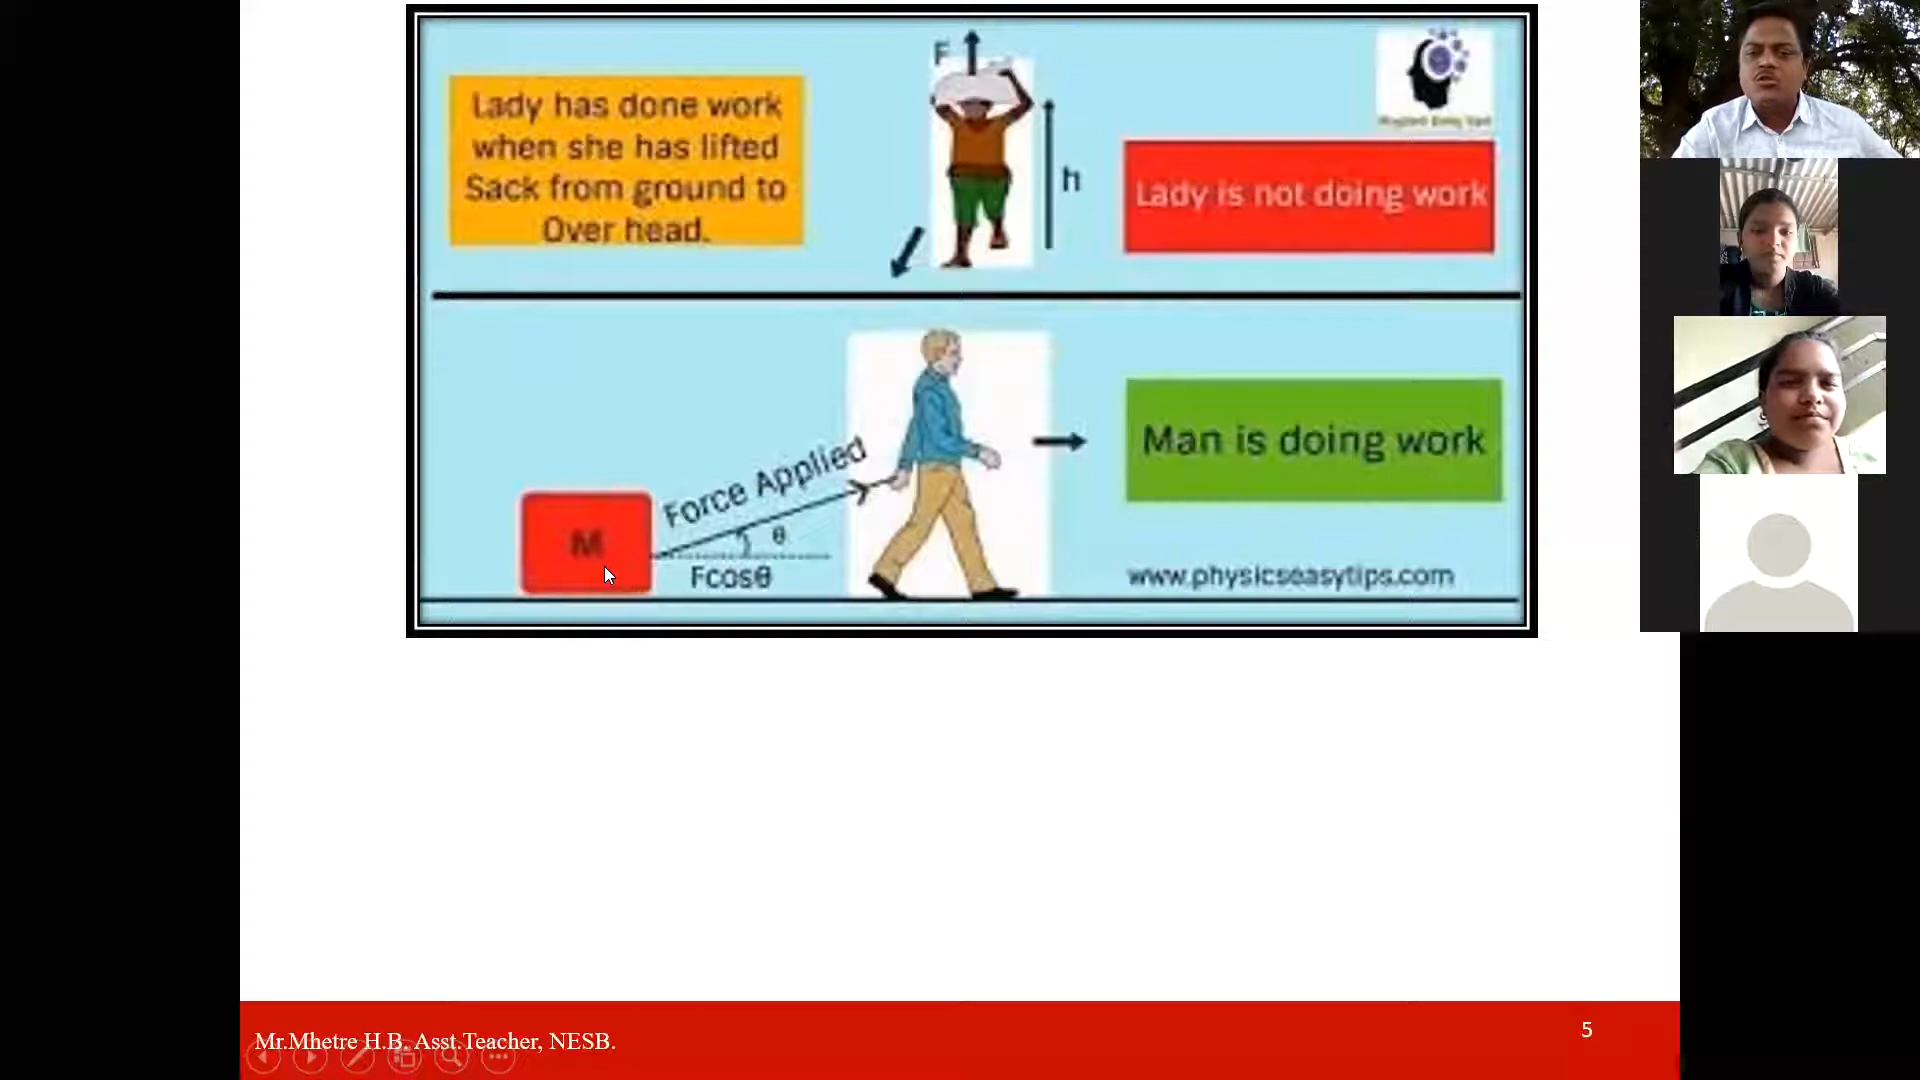 F
Lady has done work
when she has lifted
Sack from ground to
Over head.
h
Lady is not doing work
Force Applied
θ
M
Fcosθ
Man is doing work
www.physicseasytips.com
Mr.Mhetre H.B. Asst.Teacher, NESB.
5